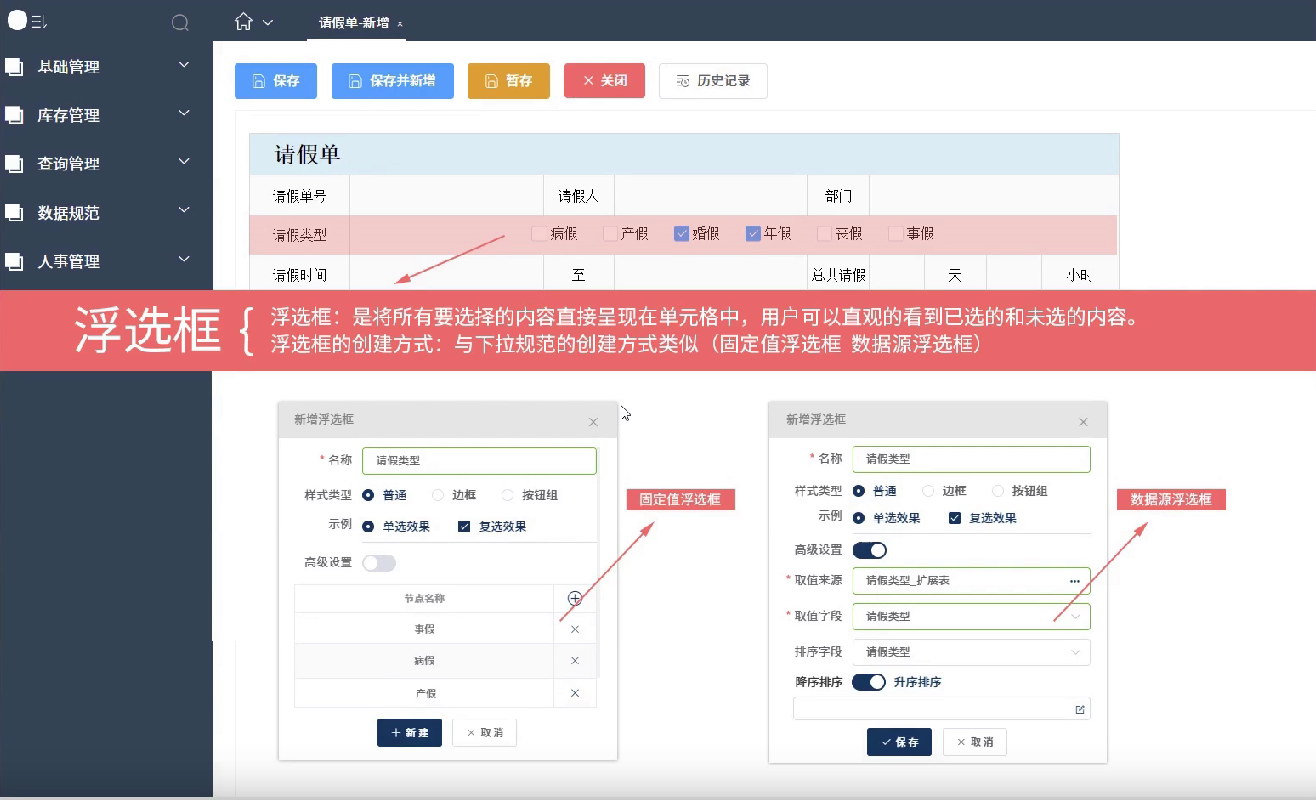 请假单-新增
基础管理
库存管理
查询管理
数据规范
人事管理
保存 保存并新增 暂存 关闭 历史记录
请假单
请假单号 请假人 部门
请假类型 病假 产假 婚假 年假 丧假 事假
请假时间 至 总共请假 天 小时
浮选框 {
浮选框：是将所有要选择的内容直接呈现在单元格中，用户可以直观的看到已选的和未选的内容。
浮选框的创建方式：与下拉规范的创建方式类似（固定值浮选框 数据源浮选框）
新增浮选框
* 名称 请假类型
样式类型 普通 边框 按钮组
示例 单选效果 复选效果
高级设置
节点名称
事假
病假
产假
新建 取消
固定值浮选框
新增浮选框
* 名称 请假类型
样式类型 普通 边框 按钮组
示例 单选效果 复选效果
高级设置
* 取值来源 请假类型_扩展表 ...
* 取值字段 请假类型
排序字段 请假类型
降序排序 升序排序
保存 取消
数据源浮选框